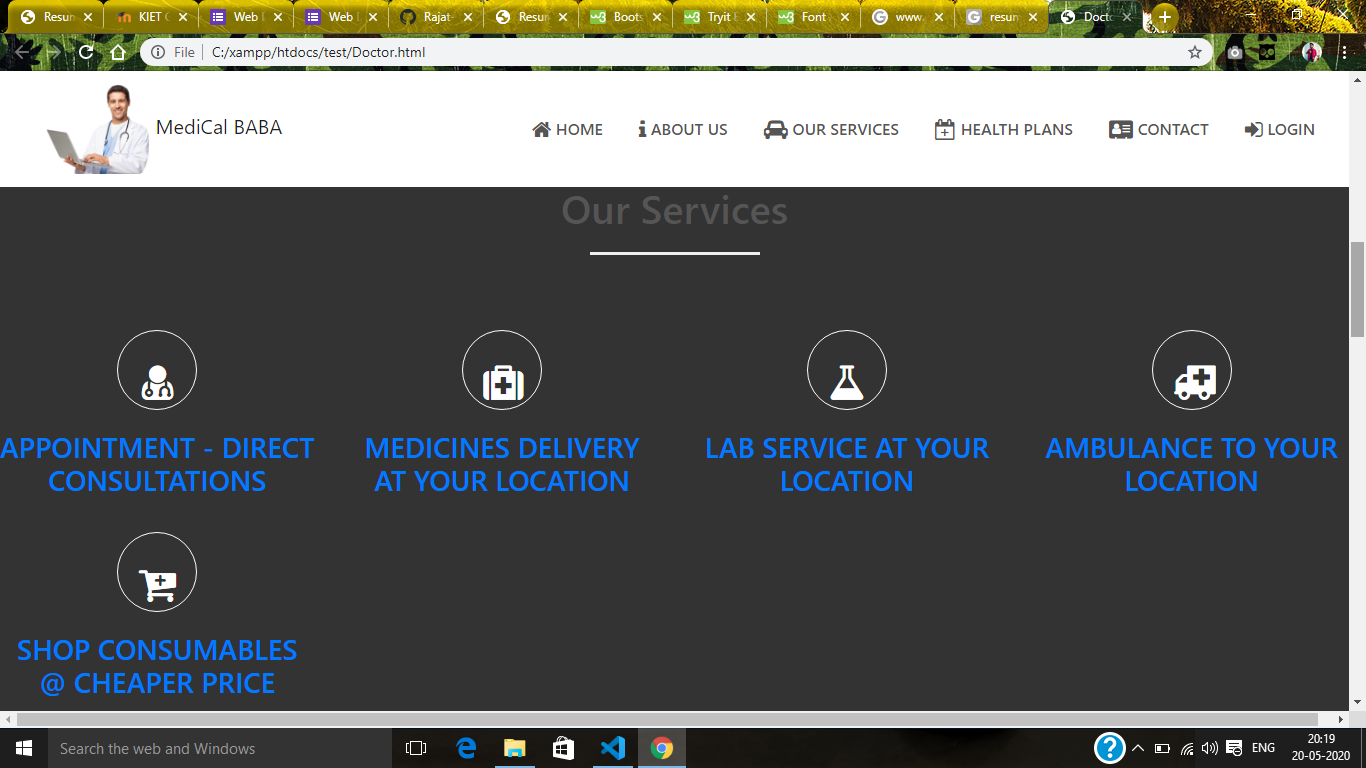 Resun
KIET C
Web D
Web D
Rajat
Resun
Boots
Tryit E
Font A
www.
resun
Docto
File
C:/xampp/htdocs/test/Doctor.html
MediCal BABA
HOME
ABOUT US
OUR SERVICES
HEALTH PLANS
CONTACT
LOGIN
Our Services
APPOINTMENT - DIRECT
CONSULTATIONS
MEDICINES DELIVERY
AT YOUR LOCATION
LAB SERVICE AT YOUR
LOCATION
AMBULANCE TO YOUR
LOCATION
SHOP CONSUMABLES
@ CHEAPER PRICE
Search the web and Windows
ENG
20:19
20-05-2020